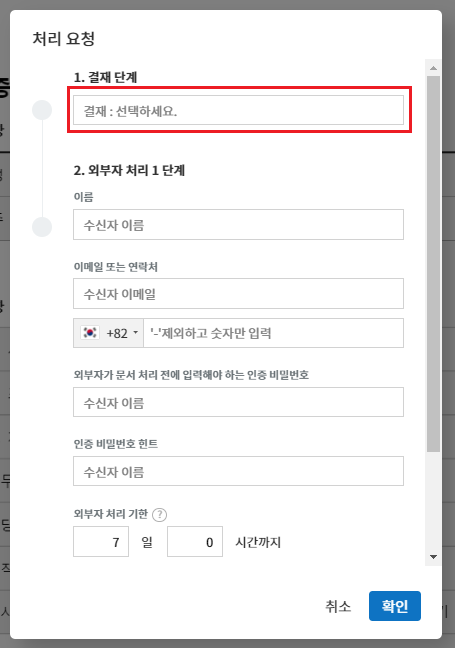 처리 요청
1. 결재 단계
결재 : 선택하세요.
2. 외부자 처리 1 단계
이름
수신자 이름
이메일 또는 연락처
수신자 이메일
+82 '-'제외하고 숫자만 입력
외부자가 문서 처리 전에 입력해야 하는 인증 비밀번호
수신자 이름
인증 비밀번호 힌트
수신자 이름
외부자 처리 기한 ?
7 일 0 시간까지
취소 확인